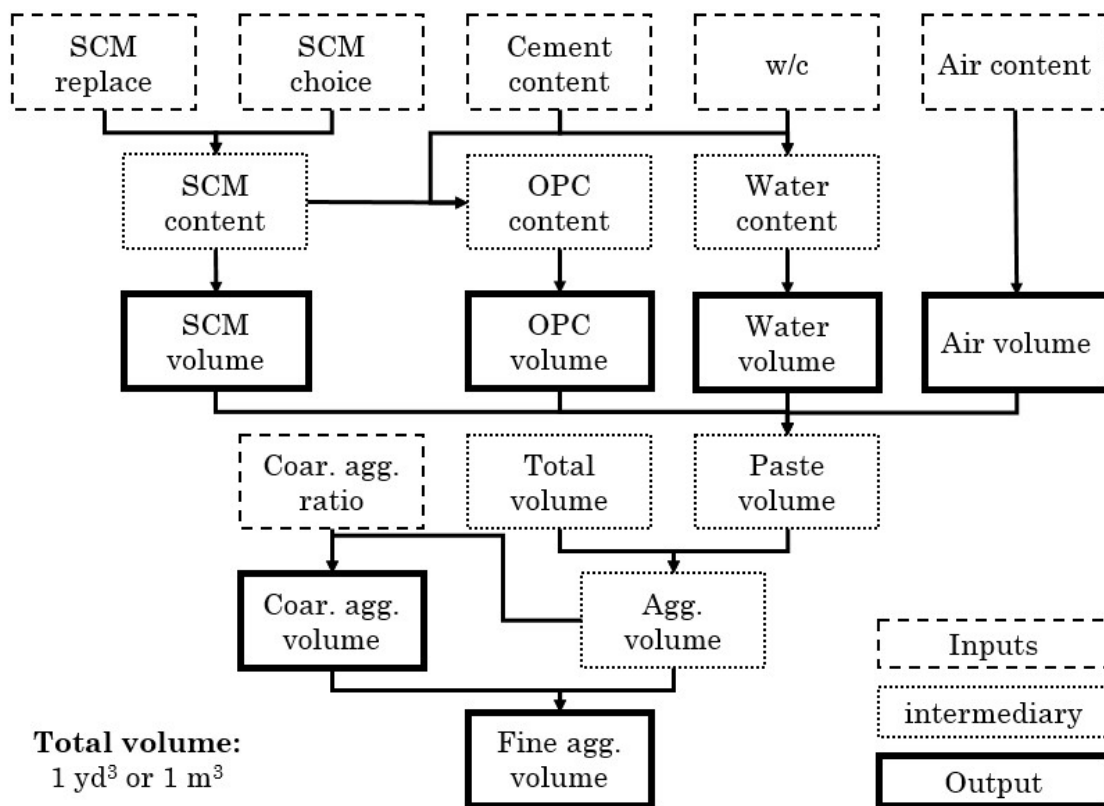 SCM
replace
SCM
choice
Cement
content
w/c
Air content
SCM
content
OPC
content
Water
content
SCM
volume
OPC
volume
Water
volume
Air volume
Coar. agg.
ratio
Total
volume
Paste
volume
Coar. agg.
volume
Agg.
volume
Inputs
intermediary
Output
Fine agg.
volume
Total volume:
1 yd³ or 1 m³